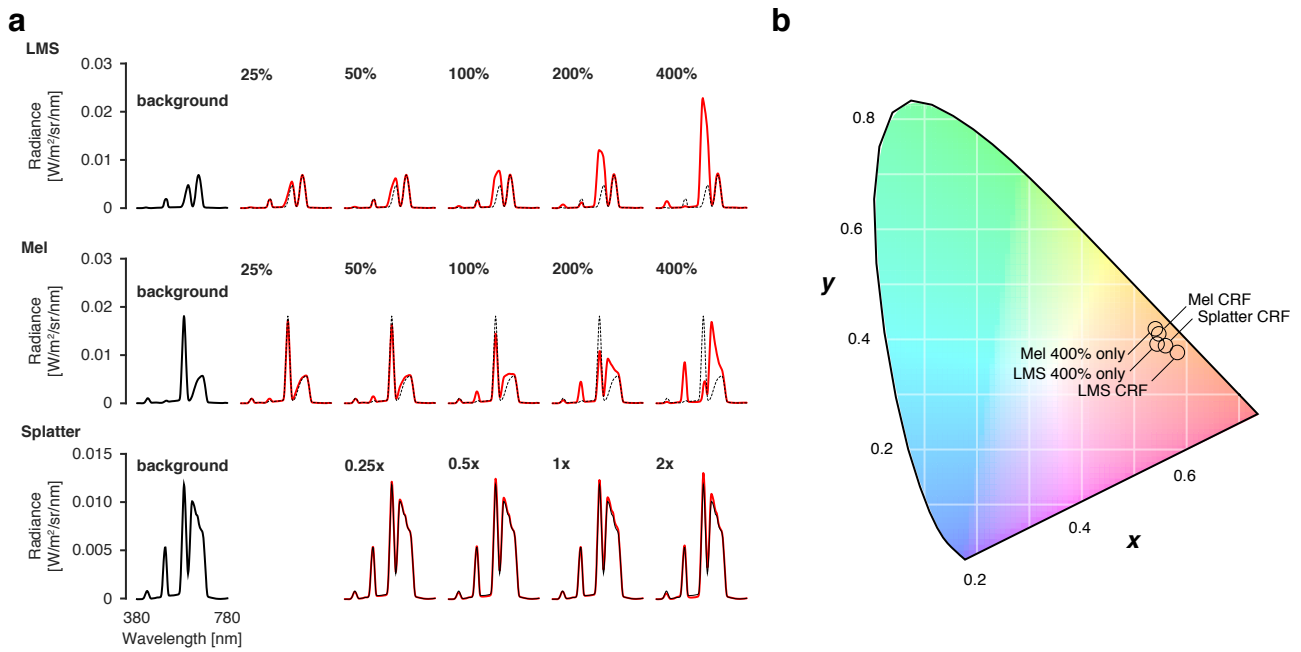 a
LMS
0.03
0.02
0.01
0
Radiance
[W/m²/sr/nm]
background
25%
50%
100%
200%
400%
Mel
0.03
0.02
0.01
0
Radiance
[W/m²/sr/nm]
background
25%
50%
100%
200%
400%
Splatter
0.015
0.010
0.005
0
Radiance
[W/m²/sr/nm]
background
0.25x
0.5x
1x
2x
380
780
Wavelength [nm]
b
0.8
0.6
0.4
0.2
y
0.2
0.4
0.6
x
Mel CRF
Splatter CRF
Mel 400% only
LMS 400% only
LMS CRF